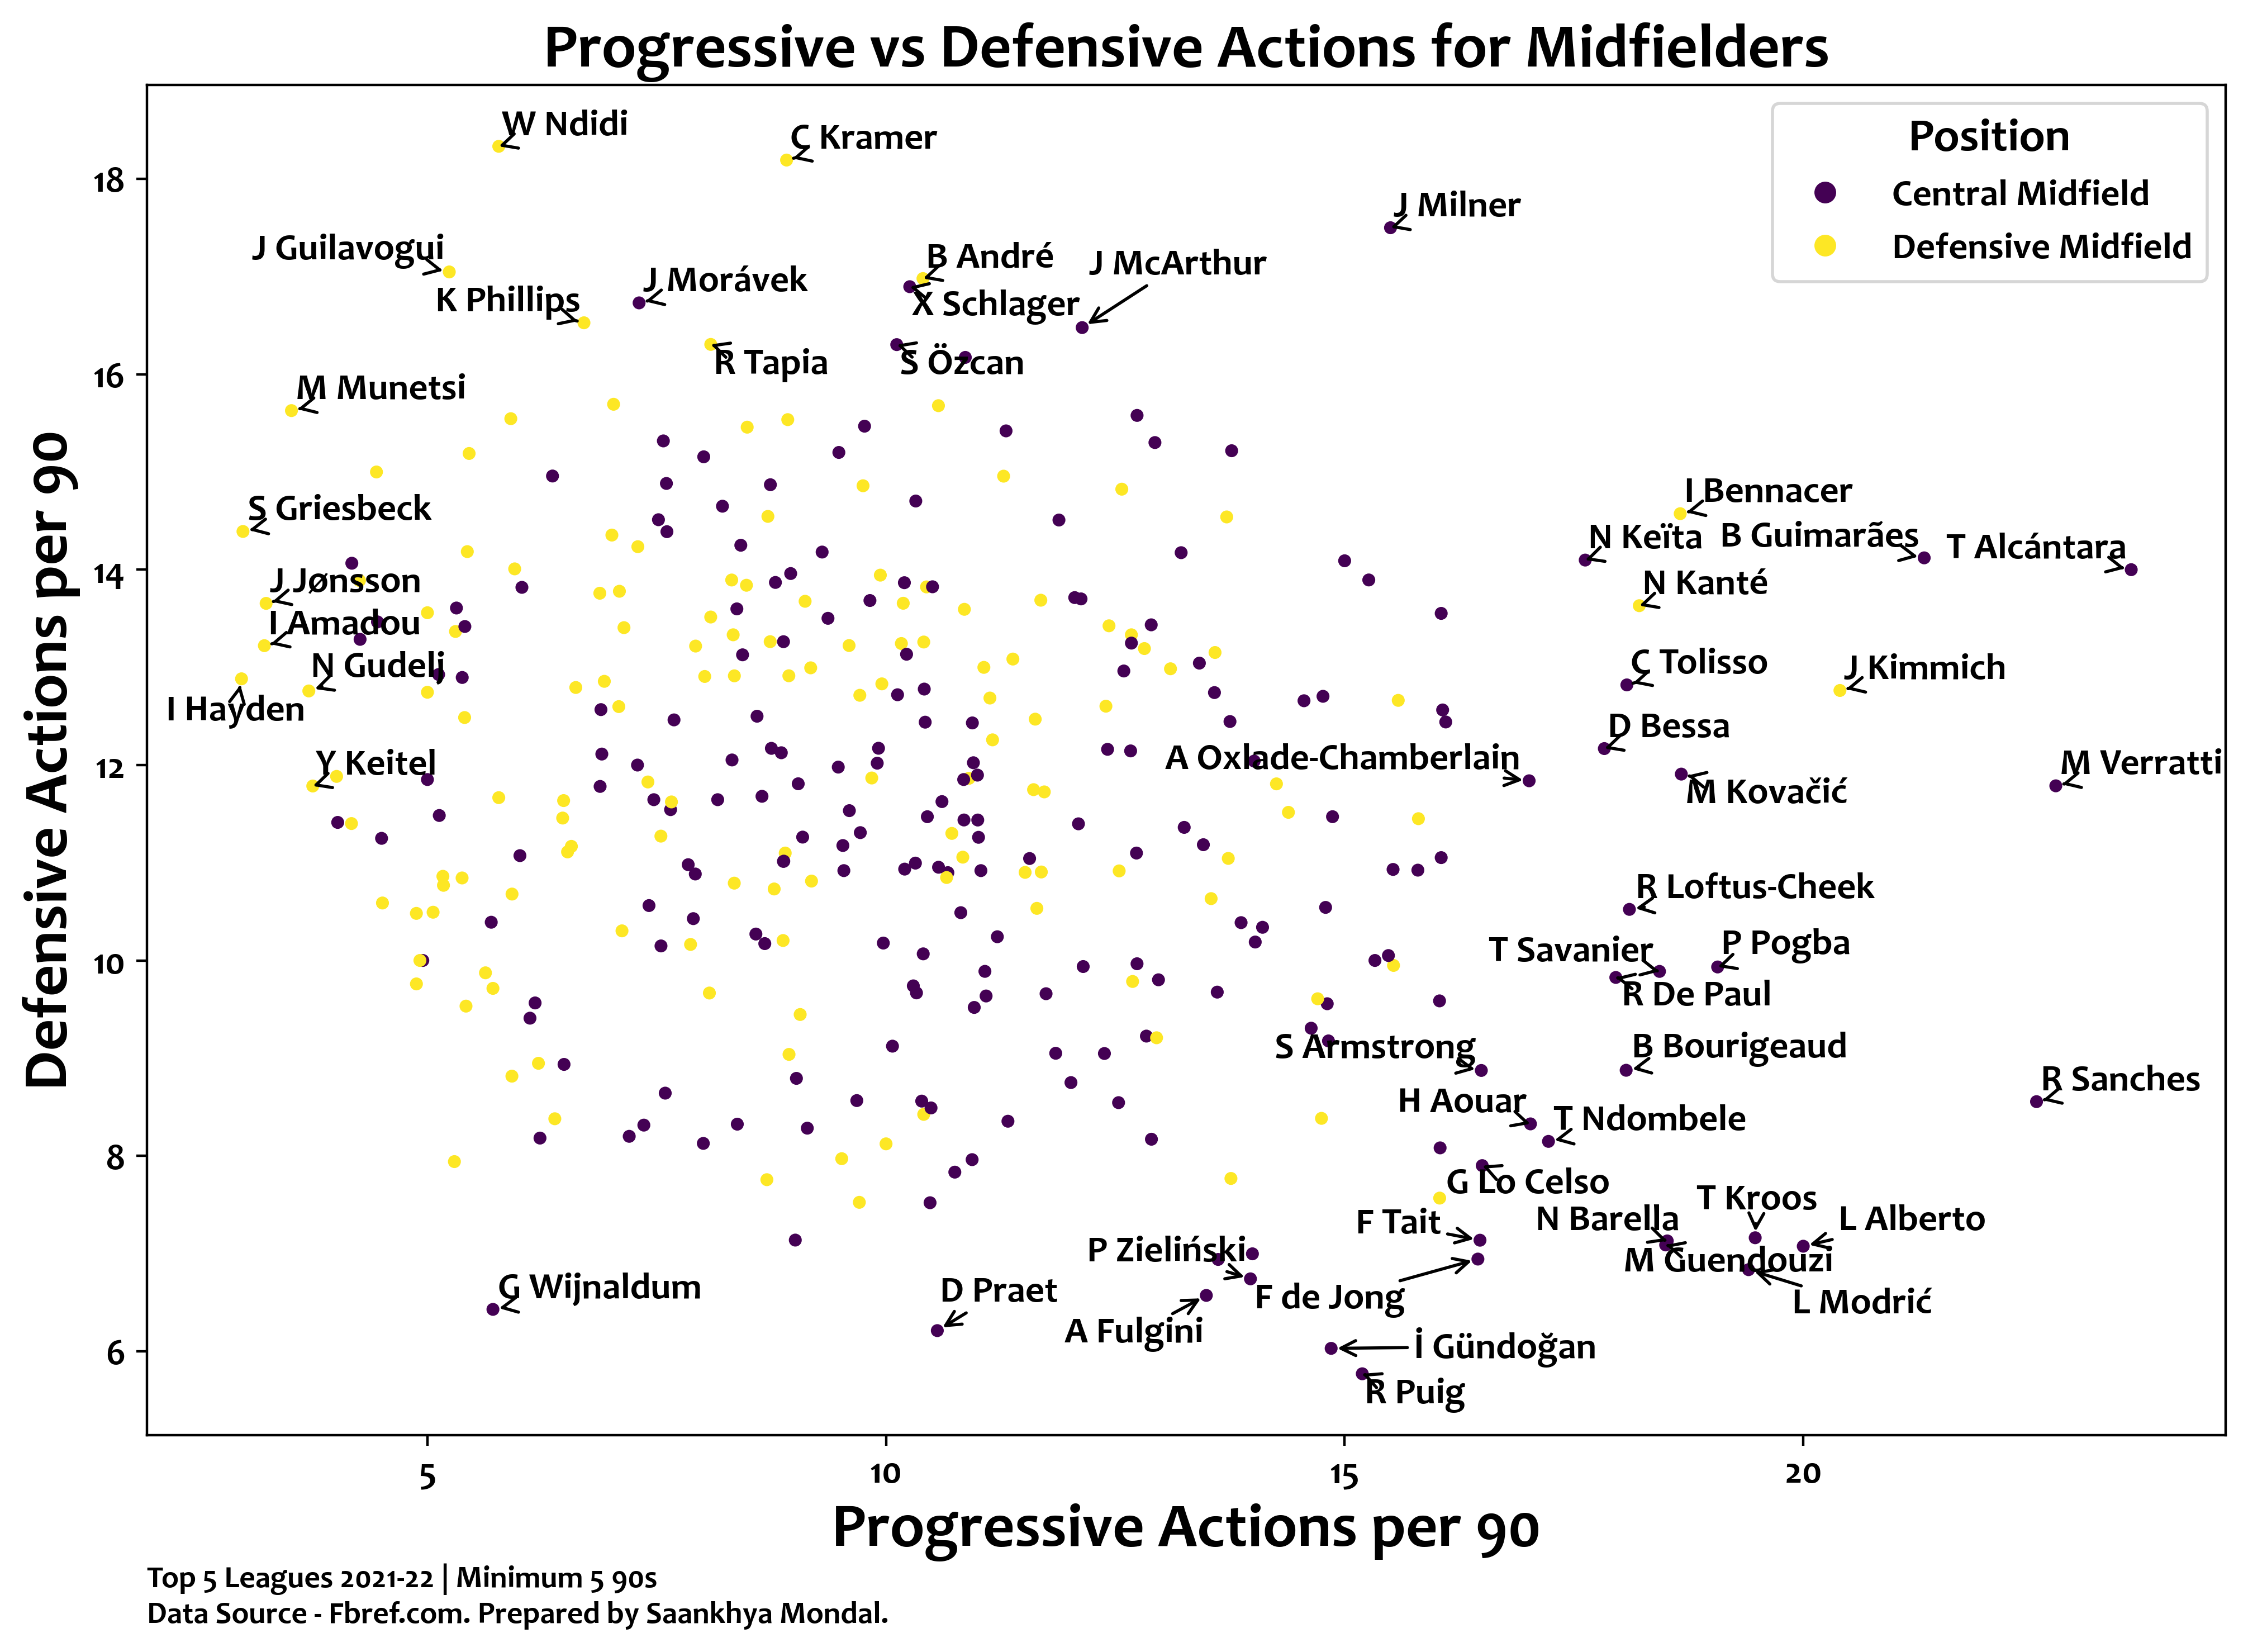 Progressive vs Defensive Actions for Midfielders
Position
Central Midfield
Defensive Midfield
W Ndidi
C Kramer
J Milner
J Guilavogui
B André
J McArthur
K Phillips
J Morávek
X Schlager
R Tapia
S Özcan
M Munetsi
S Griesbeck
I Bennacer
N Keïta
B Guimarães
T Alcántara
J Jønsson
N Kanté
I Amadou
N Gudelj
C Tolisso
J Kimmich
I Hayden
D Bessa
Y Keitel
A Oxlade-Chamberlain
M Verratti
M Kovačić
R Loftus-Cheek
T Savanier
P Pogba
R De Paul
S Armstrong
B Bourigeaud
R Sanches
H Aouar
T Ndombele
G Lo Celso
T Kroos
F Tait
N Barella
L Alberto
P Zieliński
M Guendouzi
G Wijnaldum
D Praet
F de Jong
L Modrić
A Fulgini
İ Gündoğan
R Puig
18
16
14
12
10
8
6
Defensive Actions per 90
5
10
15
20
Progressive Actions per 90
Top 5 Leagues 2021-22 | Minimum 5 90s
Data Source - Fbref.com. Prepared by Saankhya Mondal.